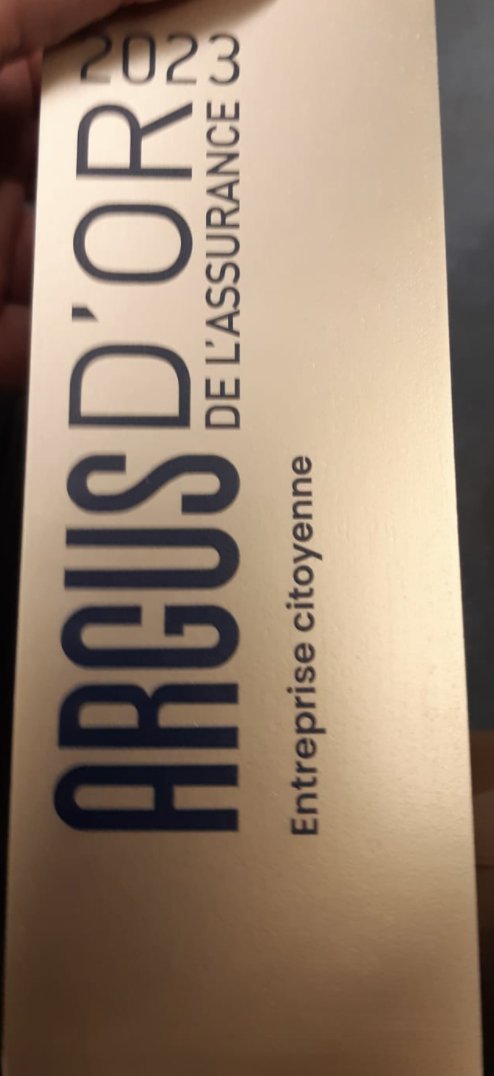 ARGUS D'OR 2023
DE L'ASSURANCE
Entreprise citoyenne